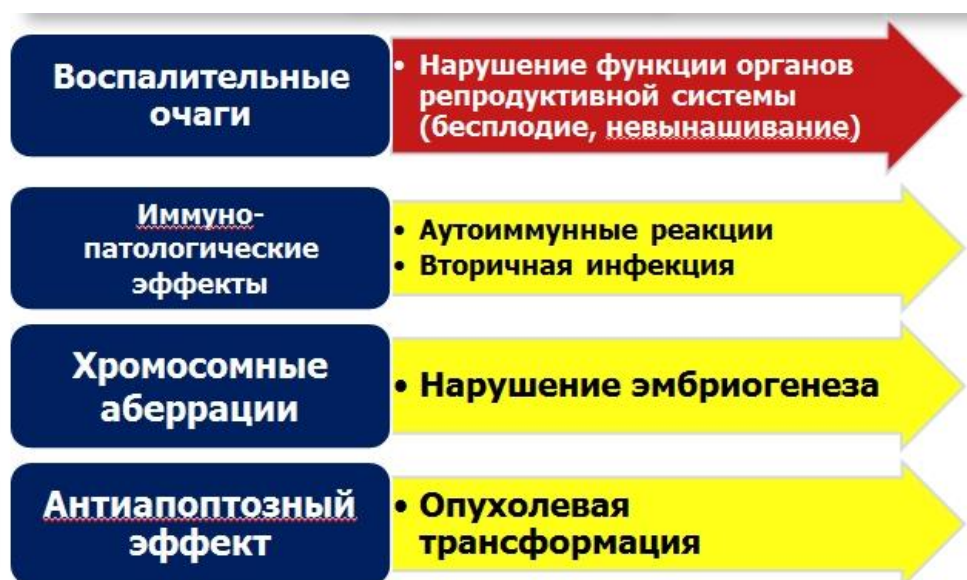 Воспалительные
очаги
• Нарушение функции органов
репродуктивной системы
(бесплодие, невынашивание)
Иммуно-
патологические
эффекты
• Аутоиммунные реакции
• Вторичная инфекция
Хромосомные
аберрации
• Нарушение эмбриогенеза
Антиапоптозный
эффект
• Опухолевая
трансформация